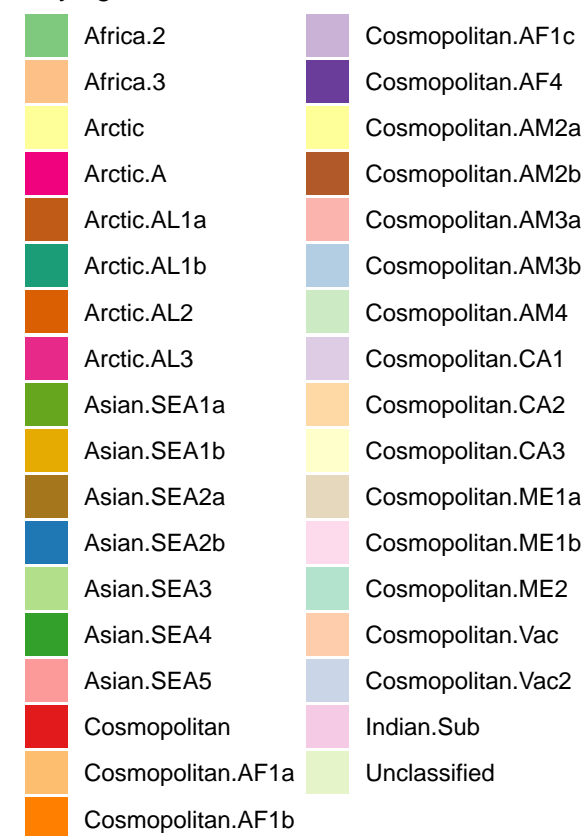 Africa.2
Africa.3
Arctic
Arctic.A
Arctic.AL1a
Arctic.AL1b
Arctic.AL2
Arctic.AL3
Asian.SEA1a
Asian.SEA1b
Asian.SEA2a
Asian.SEA2b
Asian.SEA3
Asian.SEA4
Asian.SEA5
Cosmopolitan
Cosmopolitan.AF1a
Cosmopolitan.AF1b
Cosmopolitan.AF1c
Cosmopolitan.AF4
Cosmopolitan.AM2a
Cosmopolitan.AM2b
Cosmopolitan.AM3a
Cosmopolitan.AM3b
Cosmopolitan.AM4
Cosmopolitan.CA1
Cosmopolitan.CA2
Cosmopolitan.CA3
Cosmopolitan.ME1a
Cosmopolitan.ME1b
Cosmopolitan.ME2
Cosmopolitan.Vac
Cosmopolitan.Vac2
Indian.Sub
Unclassified